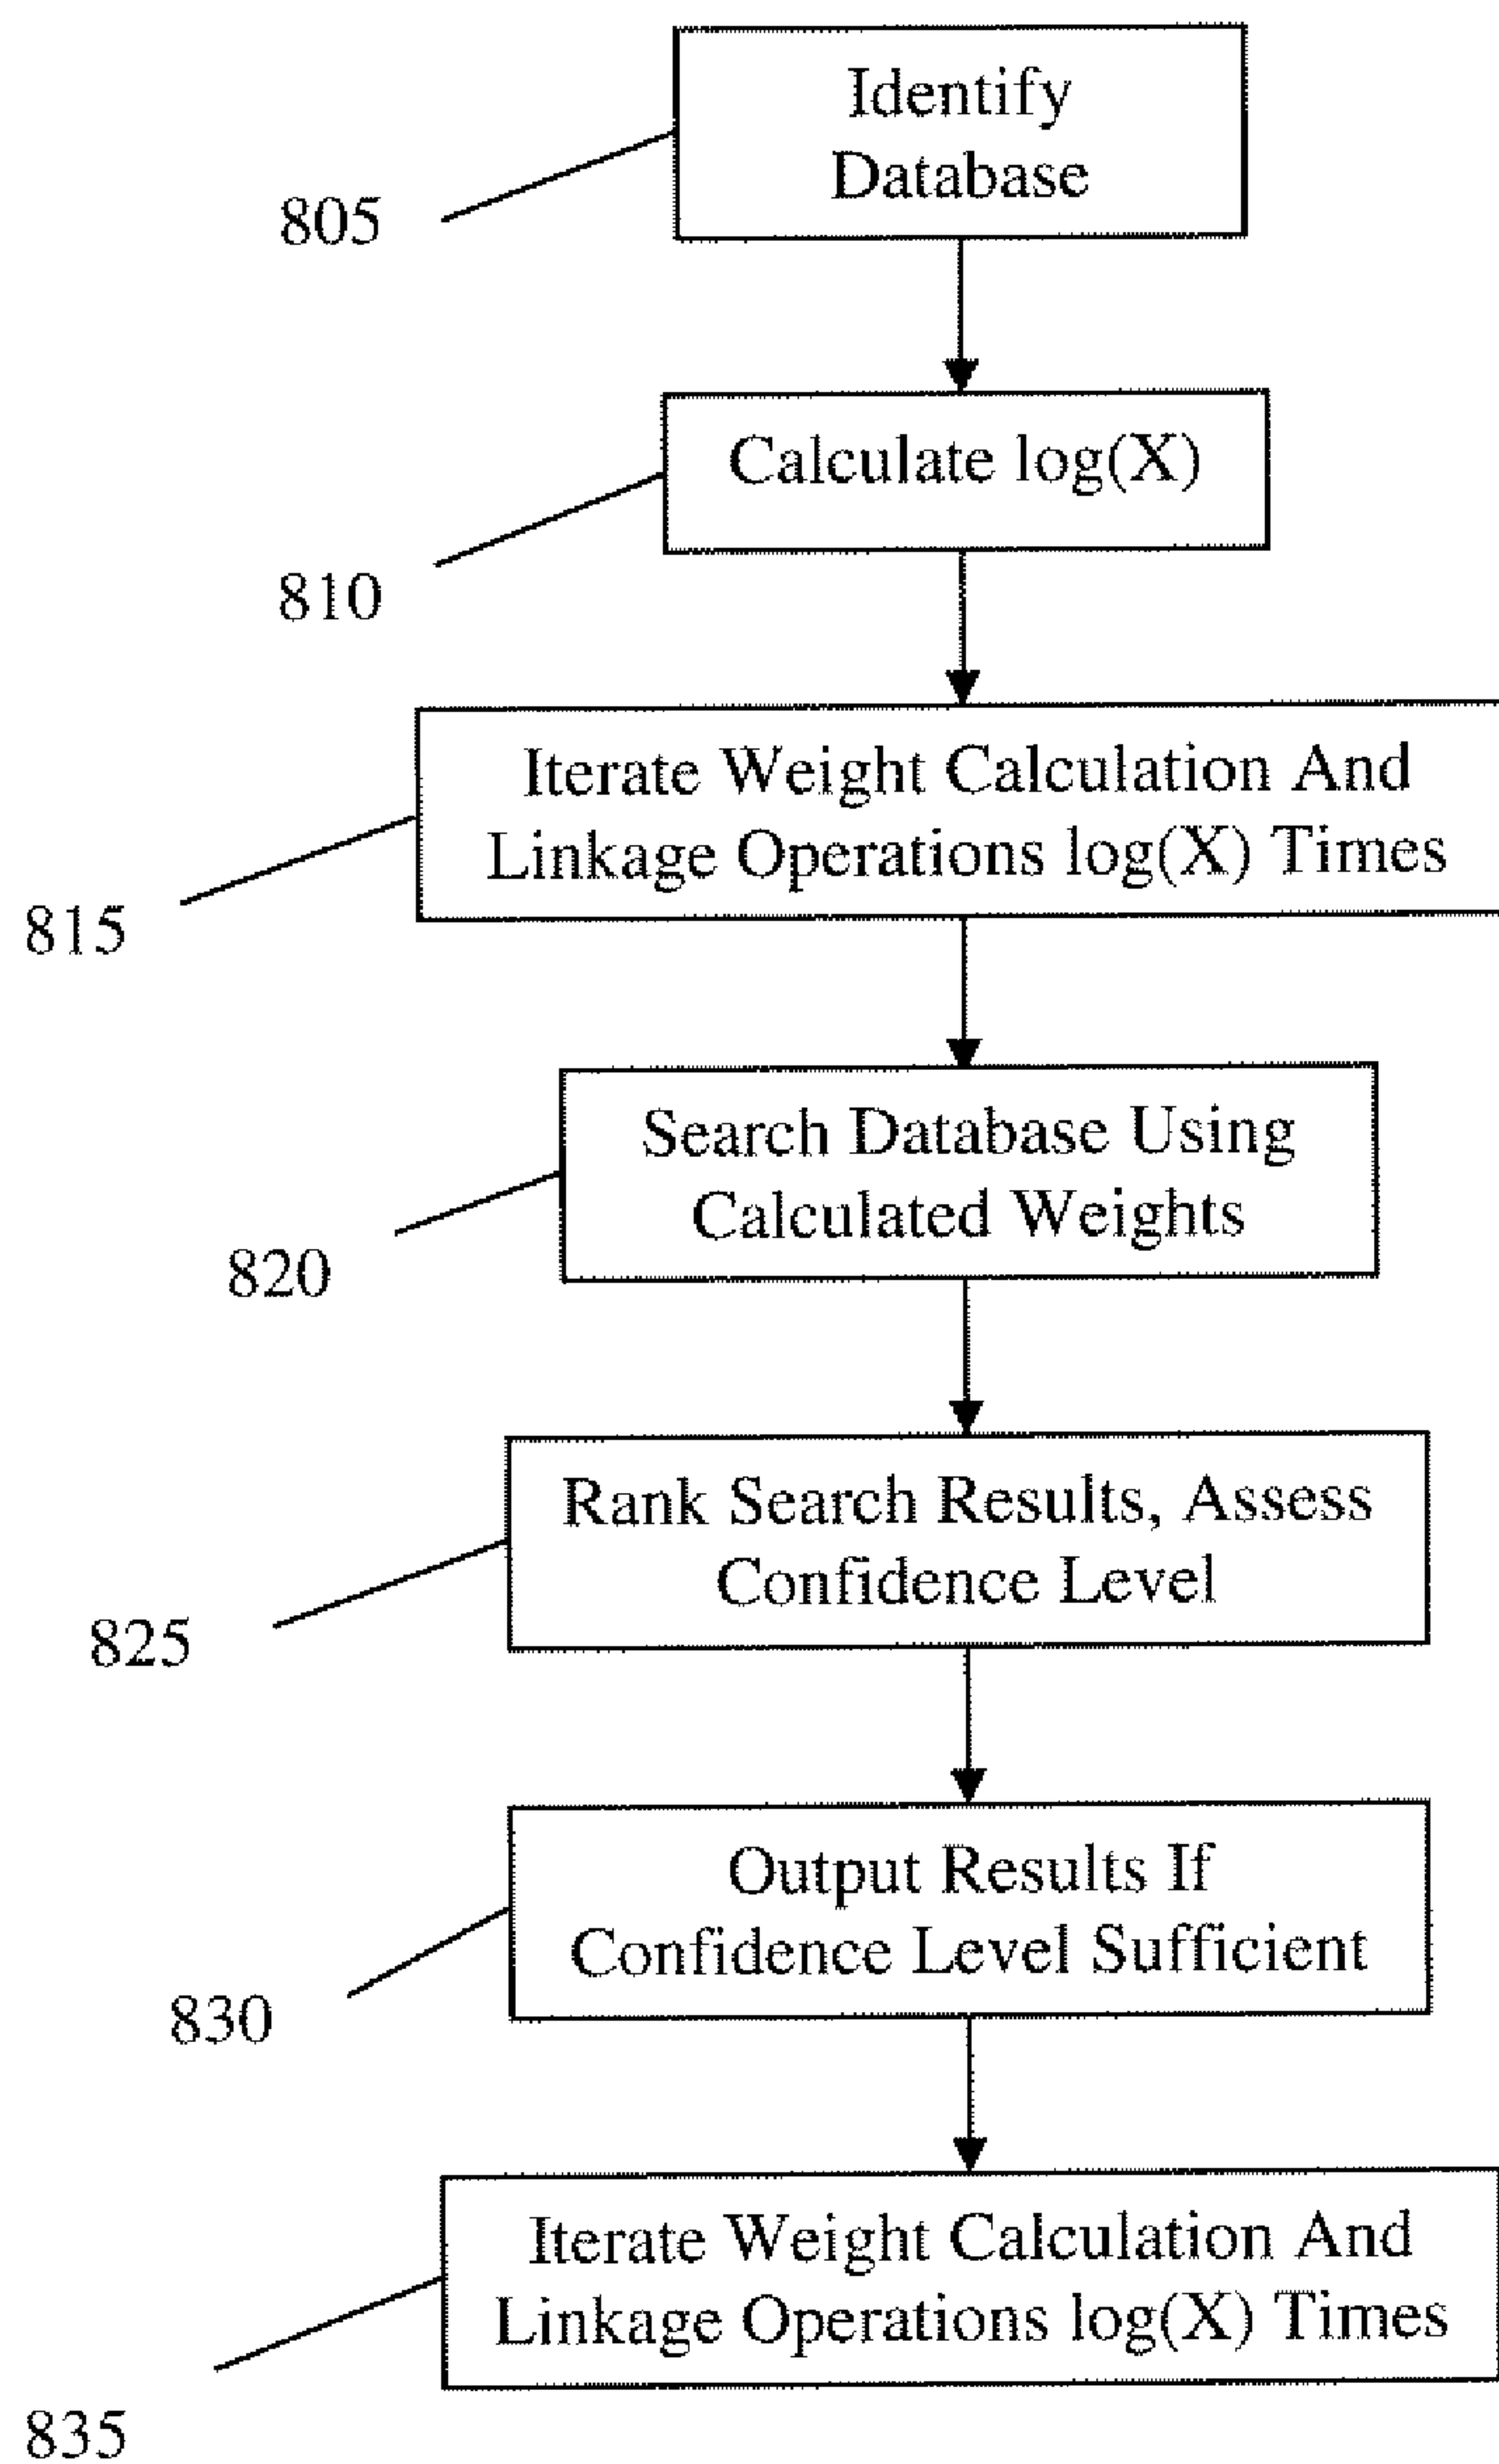 Identify
Database
805
Calculate log(X)
810
Iterate Weight Calculation And
Linkage Operations log(X) Times
815
Search Database Using
Calculated Weights
820
Rank Search Results, Assess
Confidence Level
825
Output Results If
Confidence Level Sufficient
830
Iterate Weight Calculation And
Linkage Operations log(X) Times
835